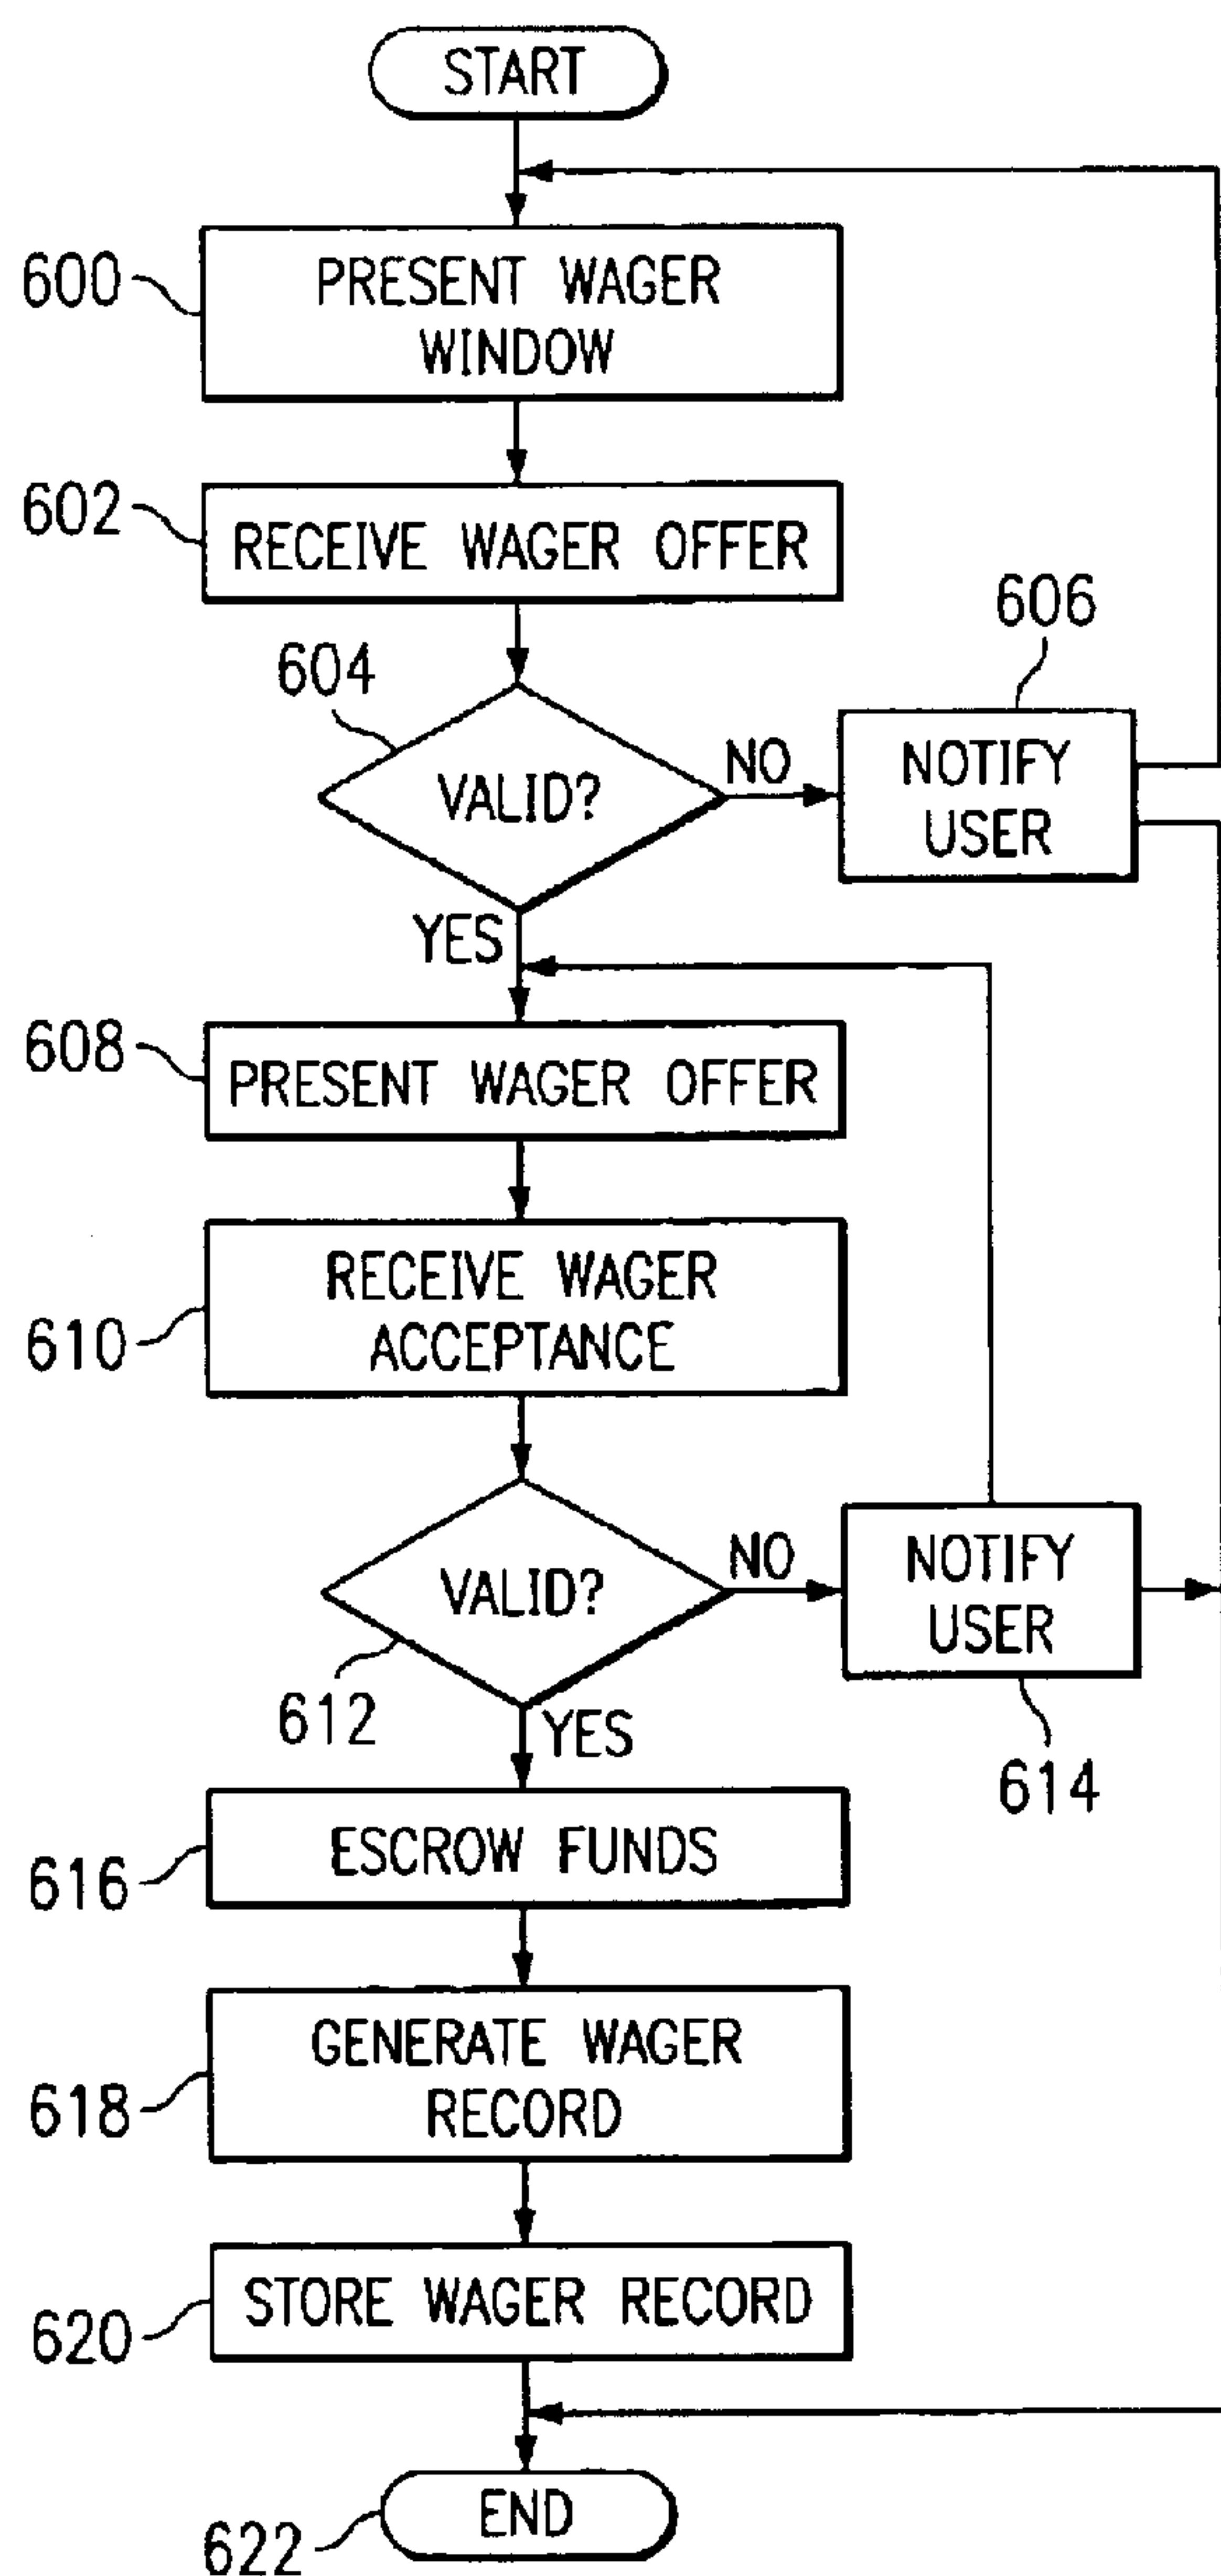 START
600
PRESENT WAGER
WINDOW
602
RECEIVE WAGER OFFER
606
604
VALID?
NO
NOTIFY
USER
YES
608
PRESENT WAGER OFFER
610
RECEIVE WAGER
ACCEPTANCE
VALID?
NO
NOTIFY
USER
612
YES
614
616
ESCROW FUNDS
618
GENERATE WAGER
RECORD
620
STORE WAGER RECORD
END
622